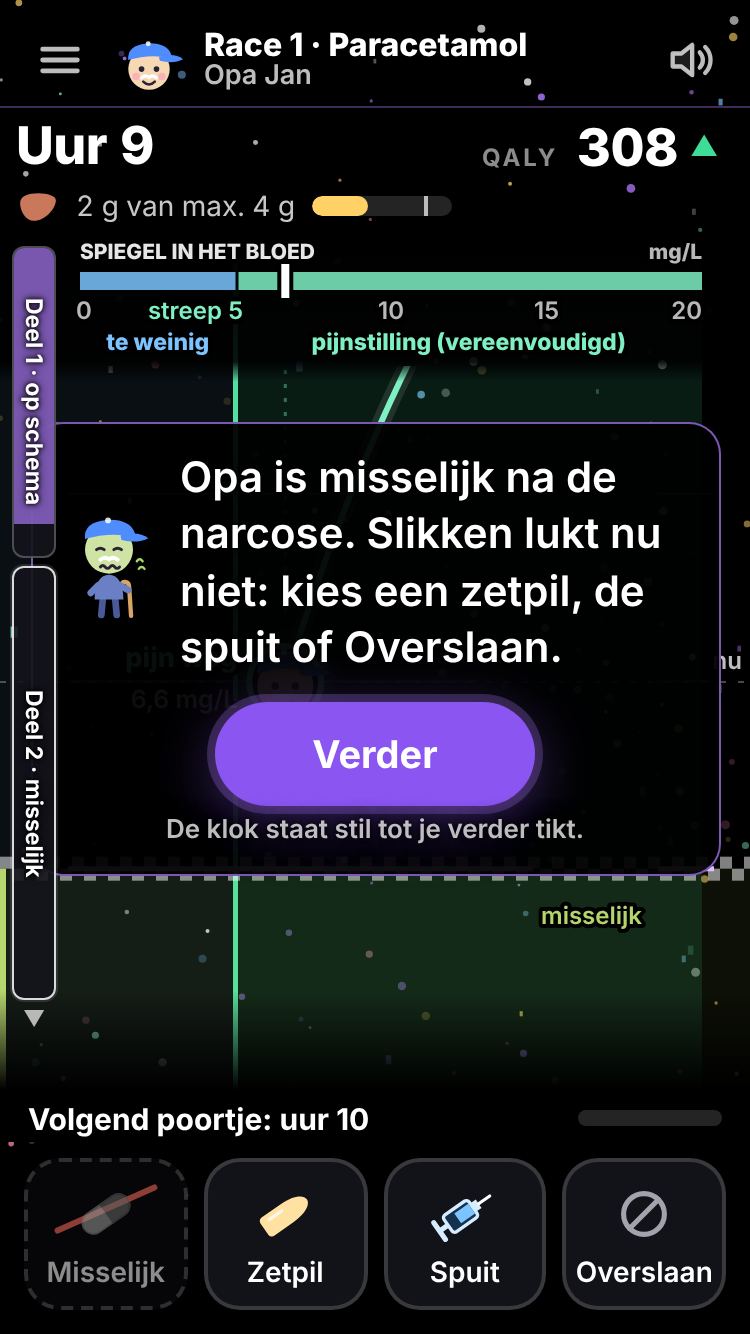 Race 1 · Paracetamol
Opa Jan
Uur 9
QALY 308
2 g van max. 4 g
SPIEGEL IN HET BLOED mg/L
0 streep 5 10 15 20
te weinig pijnstilling (vereenvoudigd)
Deel 1 · op schema
Opa is misselijk na de
narcose. Slikken lukt nu
niet: kies een zetpil, de
spuit of Overslaan.
nu
6,6 mg/L
Deel 2 · misselijk
Verder
De klok staat stil tot je verder tikt.
misselijk
Volgend poortje: uur 10
Misselijk
Zetpil
Spuit
Overslaan